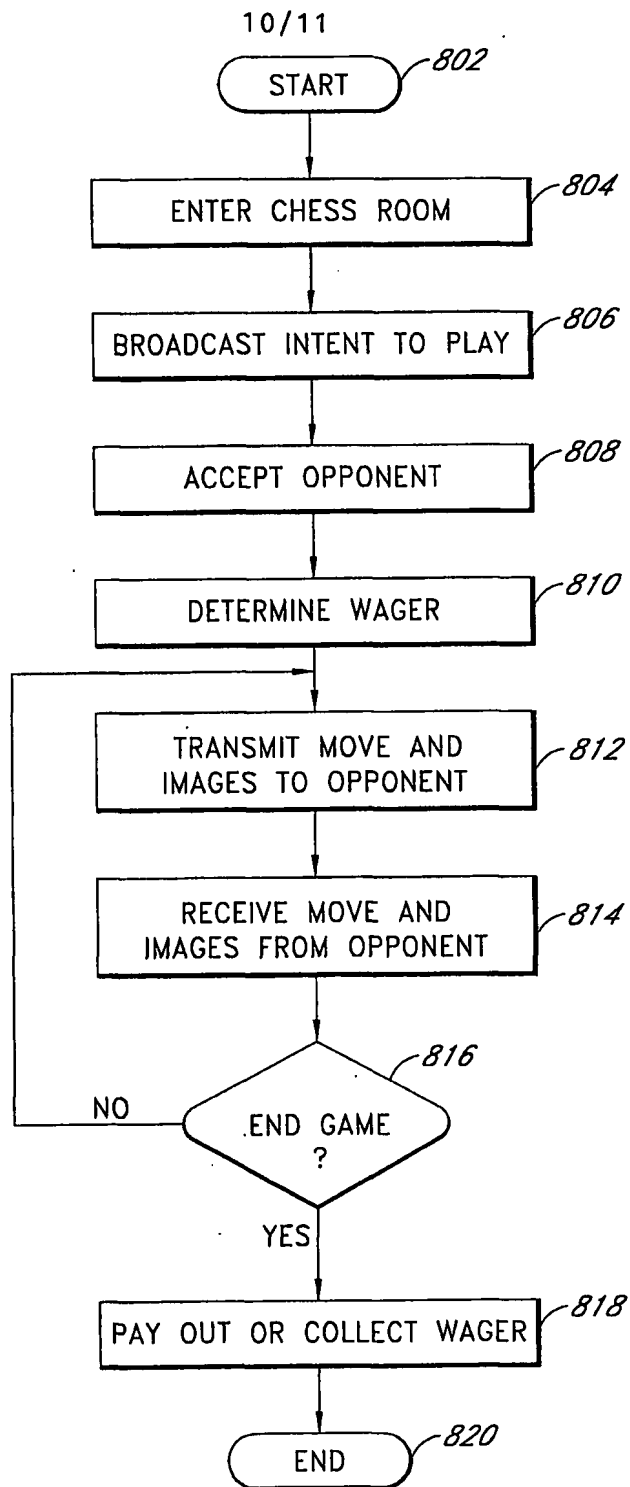 10/11
START
802
ENTER CHESS ROOM
804
BROADCAST INTENT TO PLAY
806
ACCEPT OPPONENT
808
DETERMINE WAGER
810
TRANSMIT MOVE AND
IMAGES TO OPPONENT
812
RECEIVE MOVE AND
IMAGES FROM OPPONENT
814
816
END GAME
?
NO
YES
PAY OUT OR COLLECT WAGER
818
END
820